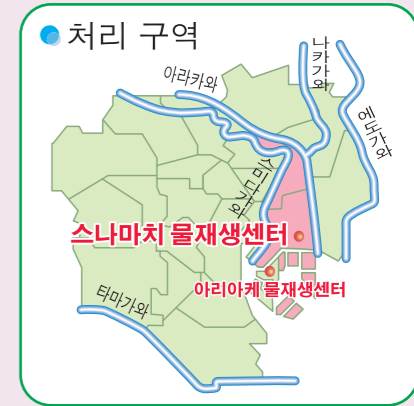 처리 구역
아라카와
나카가와
에도가와
스미다가와
스나마치 물재생센터
아리아케 물재생센터
타마가와